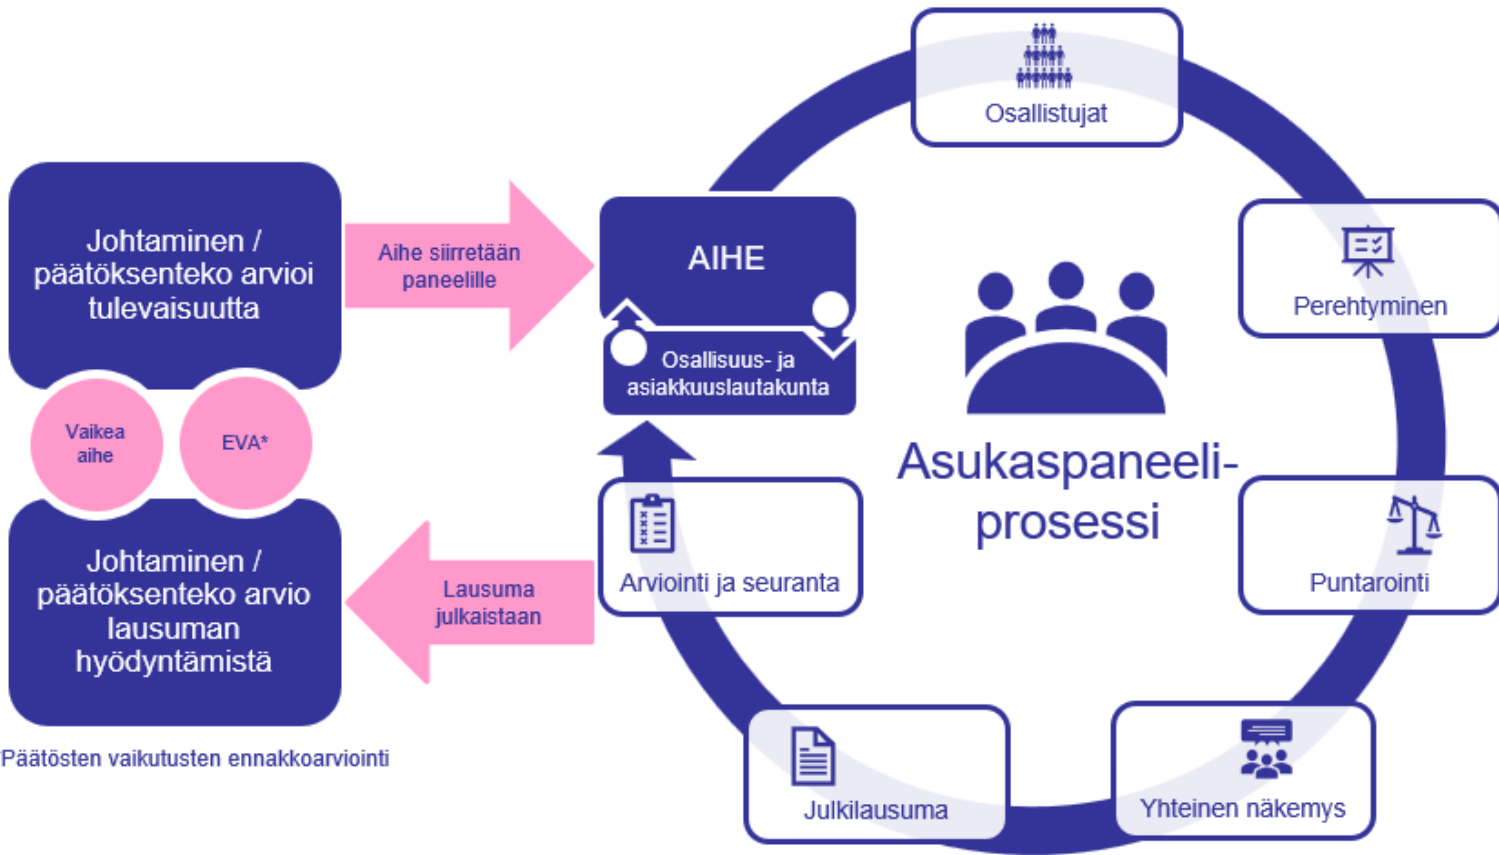 Osallistujat
Johtaminen /
päätöksenteko arvioi
tulevaisuutta
Aihe siirretään
paneelille
AIHE
Osallisuus- ja
asiakkuuslautakunta
Perehtyminen
Vaikea
aihe
EVA*
Asukaspaneeli-
prosessi
Puntarointi
Johtaminen /
päätöksenteko arvio
lausuman
hyödyntämistä
Lausuma
julkaistaan
Arviointi ja seuranta
Julkilausuma
Yhteinen näkemys
Päätösten vaikutusten ennakkoarviointi